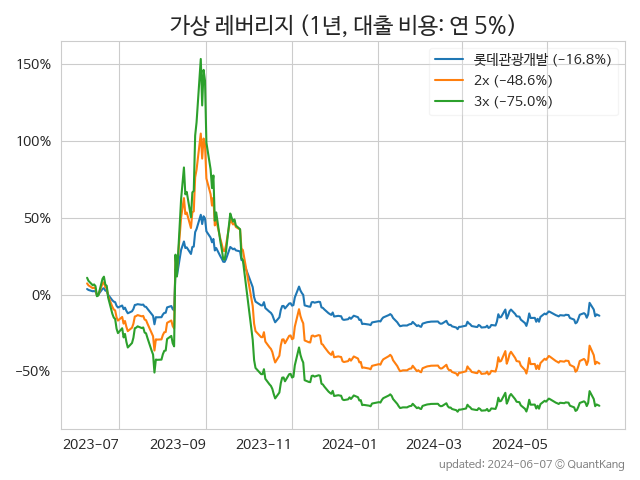 가상 레버리지 (1년, 대출 비용: 연 5%)
롯데관광개발 (−16.8%)
2x (−48.6%)
3x (−75.0%)
150%
100%
50%
0%
−50%
2023-07
2023-09
2023-11
2024-01
2024-03
2024-05
updated: 2024-06-07 © QuantKang